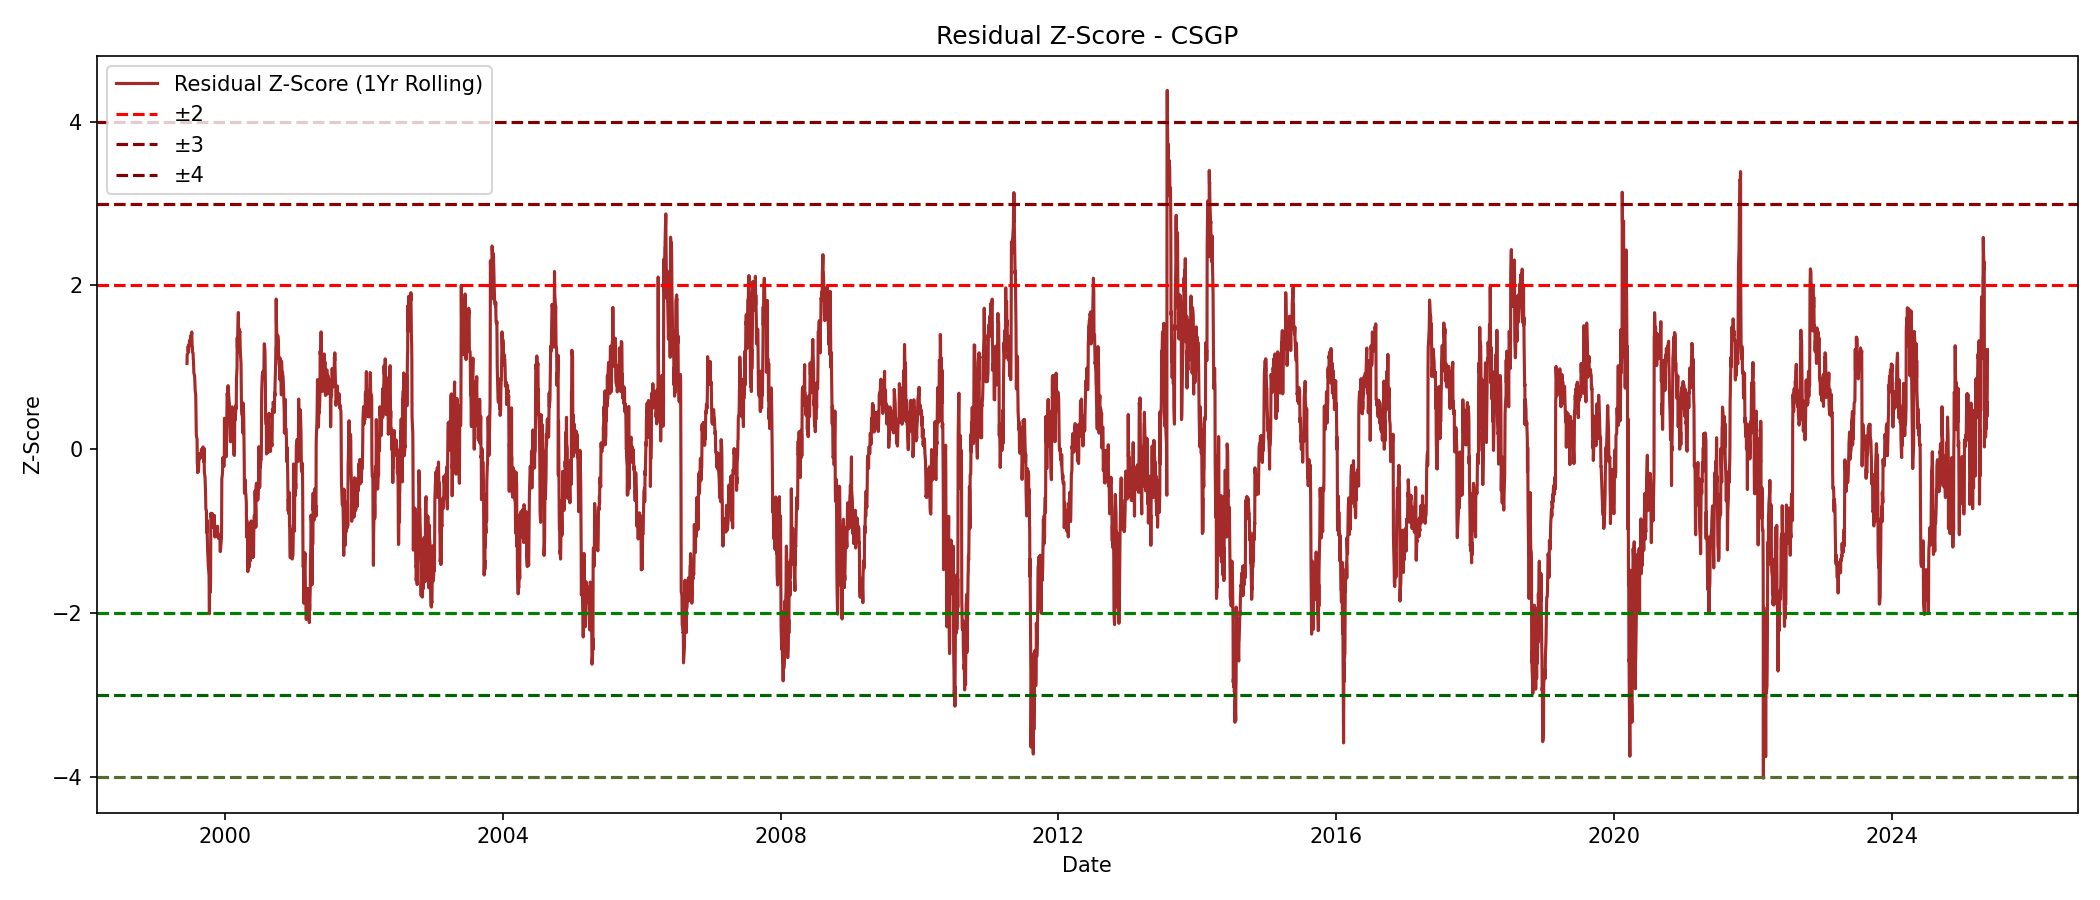 Residual Z-Score - CSGP
Residual Z-Score (1Yr Rolling)
±2
±3
±4
Z-Score
4
2
0
−2
−4
2000 2004 2008 2012 2016 2020 2024
Date